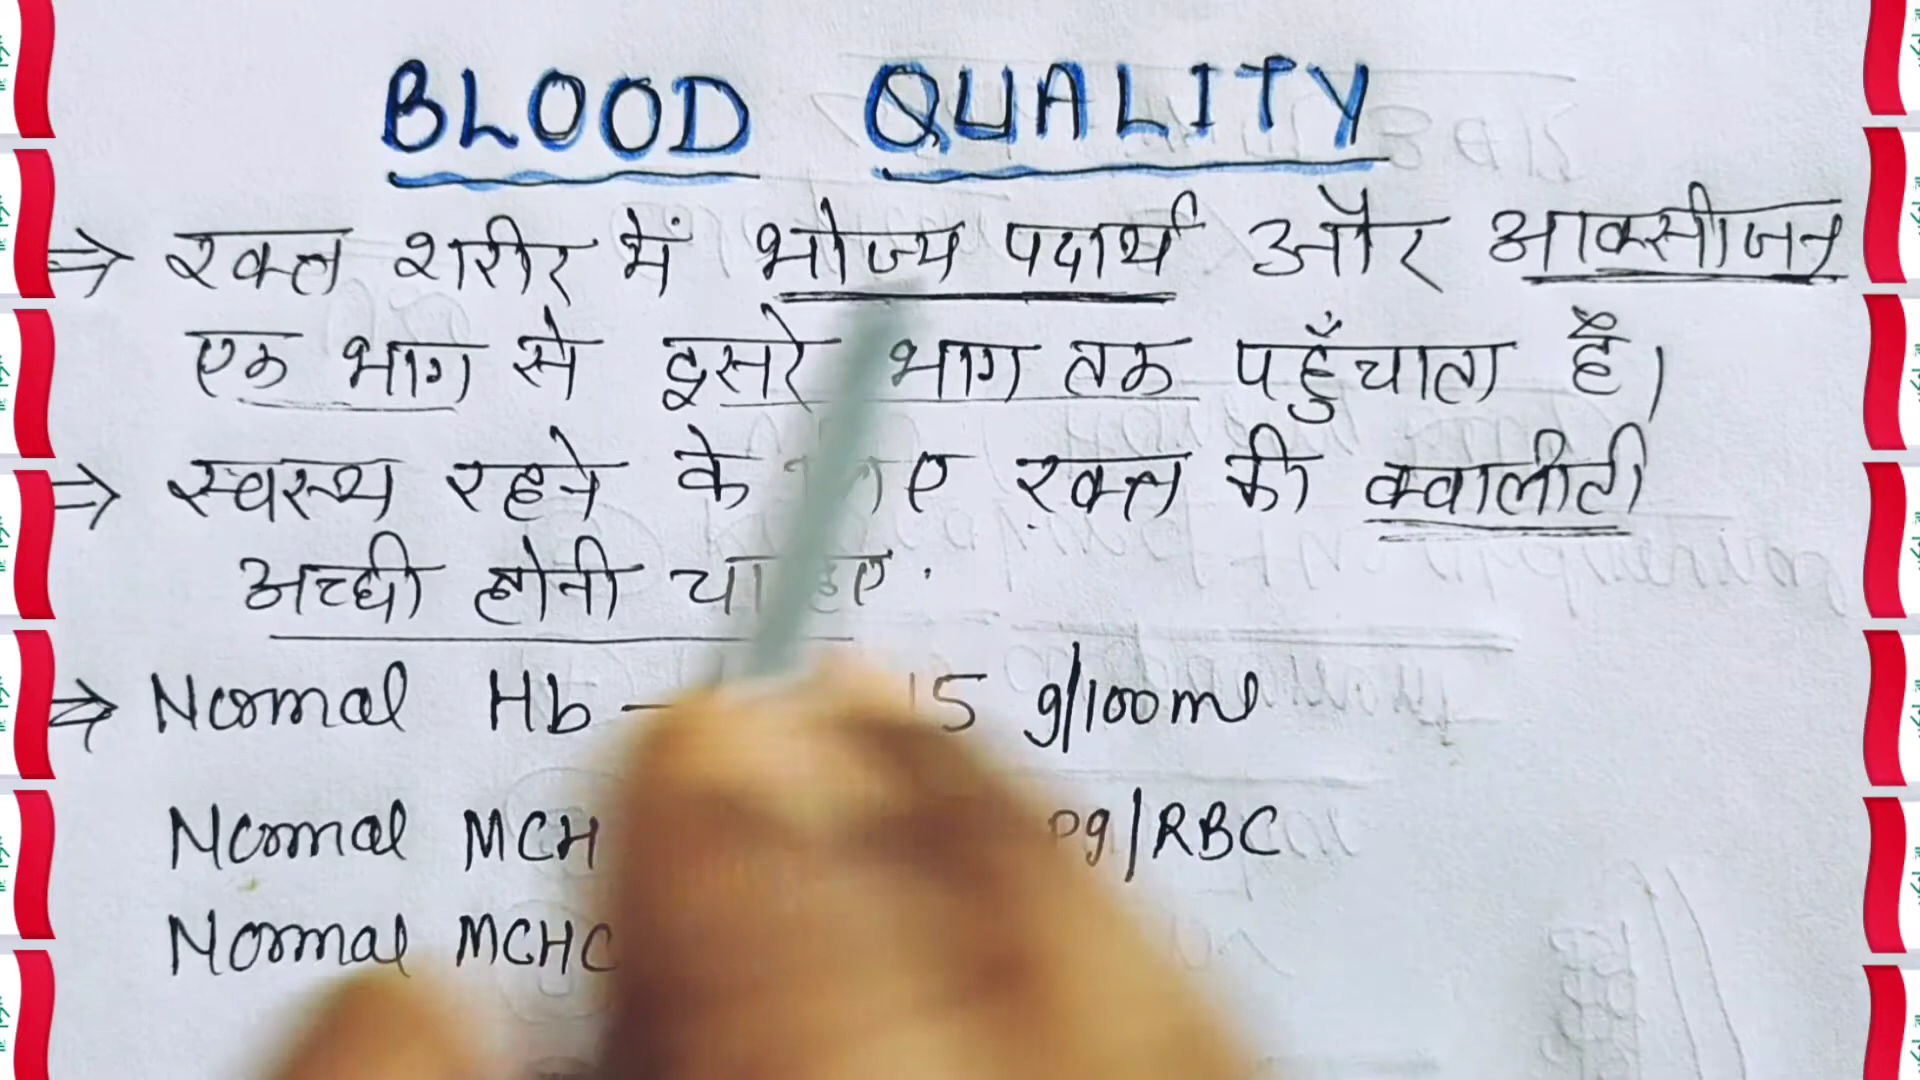 BLOOD QUALITY
⇒ रक्त शरीर में भोज्य पदार्थ और आक्सीजन
एक भाग से दूसरे भाग तक पहुँचाता है।
⇒ स्वस्थ रहने के रक्त की क्वालीटी
अच्छी होनी
⇒ Normal Hb 15 g/100ml
Normal MCH pg/RBC
Normal MCHC